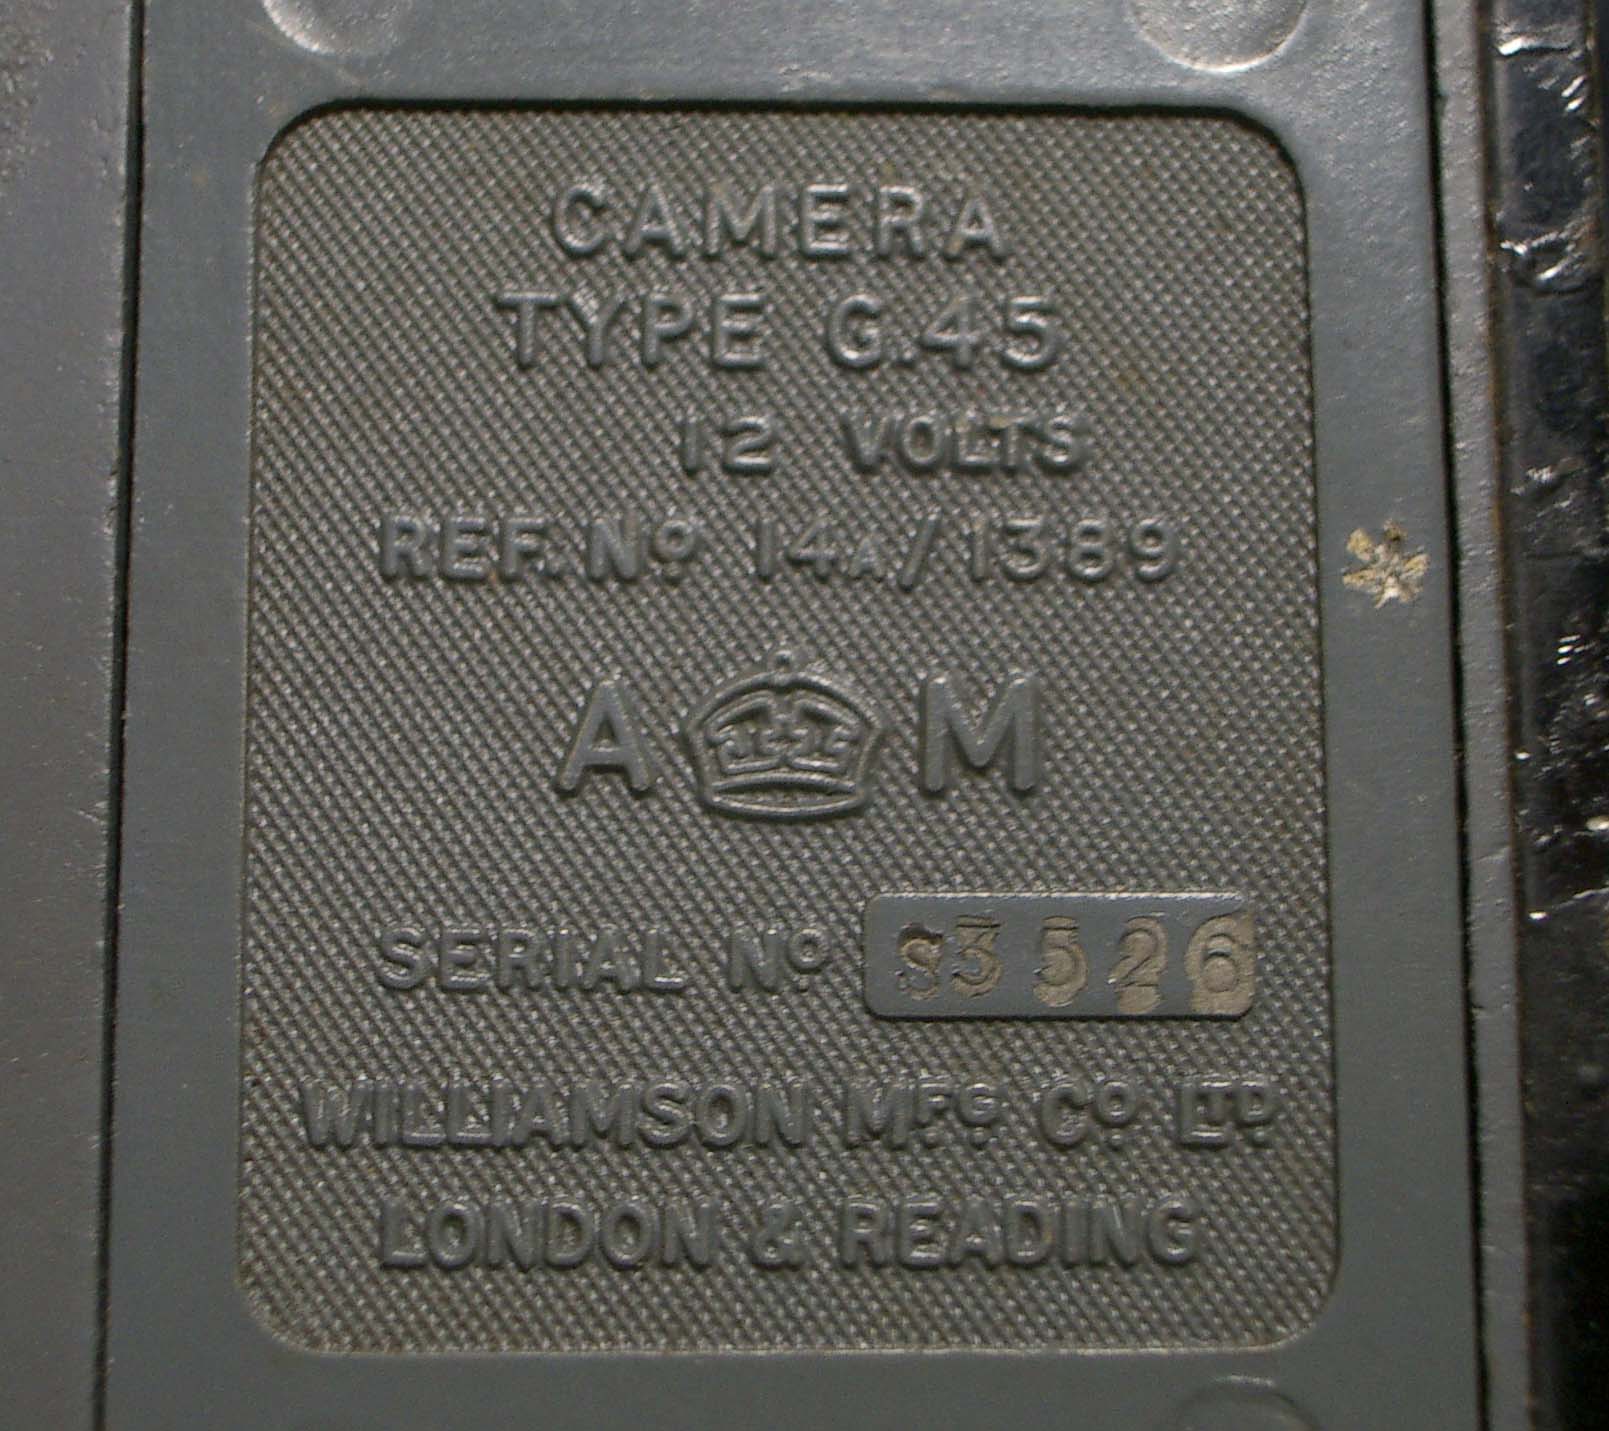 CAMERA
TYPE G.45
12 VOLTS
REF. Nº 14A/1389
A M
SERIAL Nº S3526
WILLIAMSON MFG. CO. LTD.
LONDON & READING